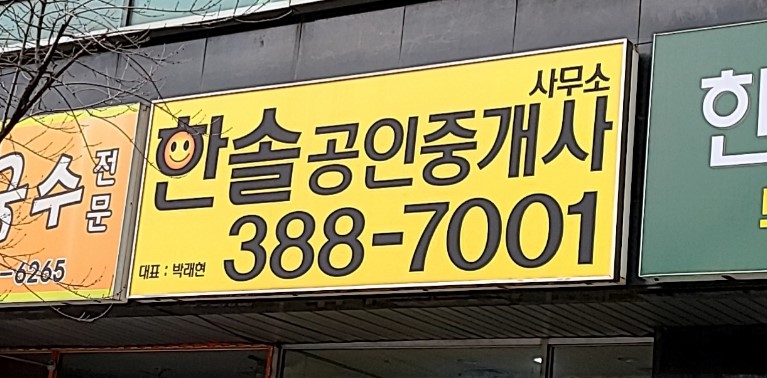 국수 전문
-6265
사무소
한솔공인중개사
388-7001
대표 : 박래현
한